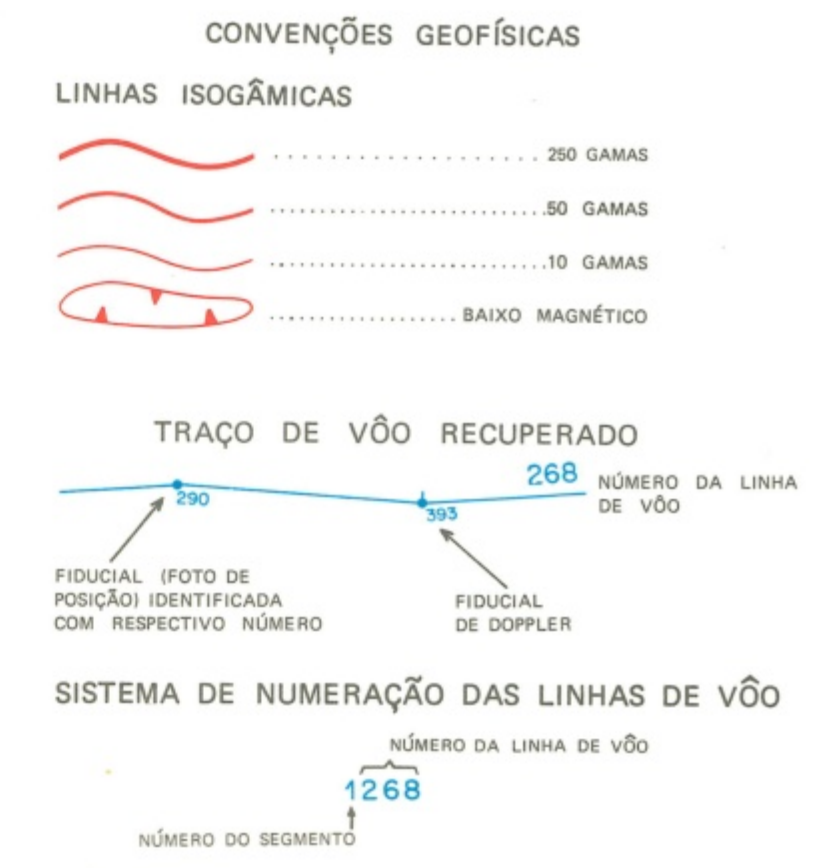 CONVENÇÕES GEOFÍSICAS
LINHAS ISOGÂMICAS
.................. 250 GAMAS
........................50 GAMAS
........................10 GAMAS
................. BAIXO MAGNÉTICO
TRAÇO DE VÔO RECUPERADO
268 NÚMERO DA LINHA
DE VÔO
290
393
FIDUCIAL (FOTO DE
POSIÇÃO) IDENTIFICADA
COM RESPECTIVO NÚMERO
FIDUCIAL
DE DOPPLER
SISTEMA DE NUMERAÇÃO DAS LINHAS DE VÔO
NÚMERO DA LINHA DE VÔO
1268
NÚMERO DO SEGMENTO